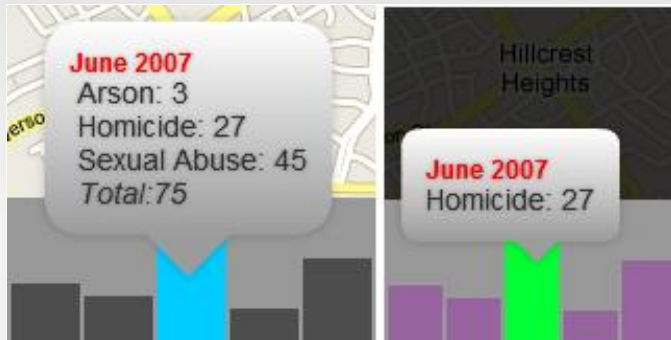 June 2007
Arson: 3
Homicide: 27
Sexual Abuse: 45
Total:75
Hillcrest
Heights
June 2007
Homicide: 27